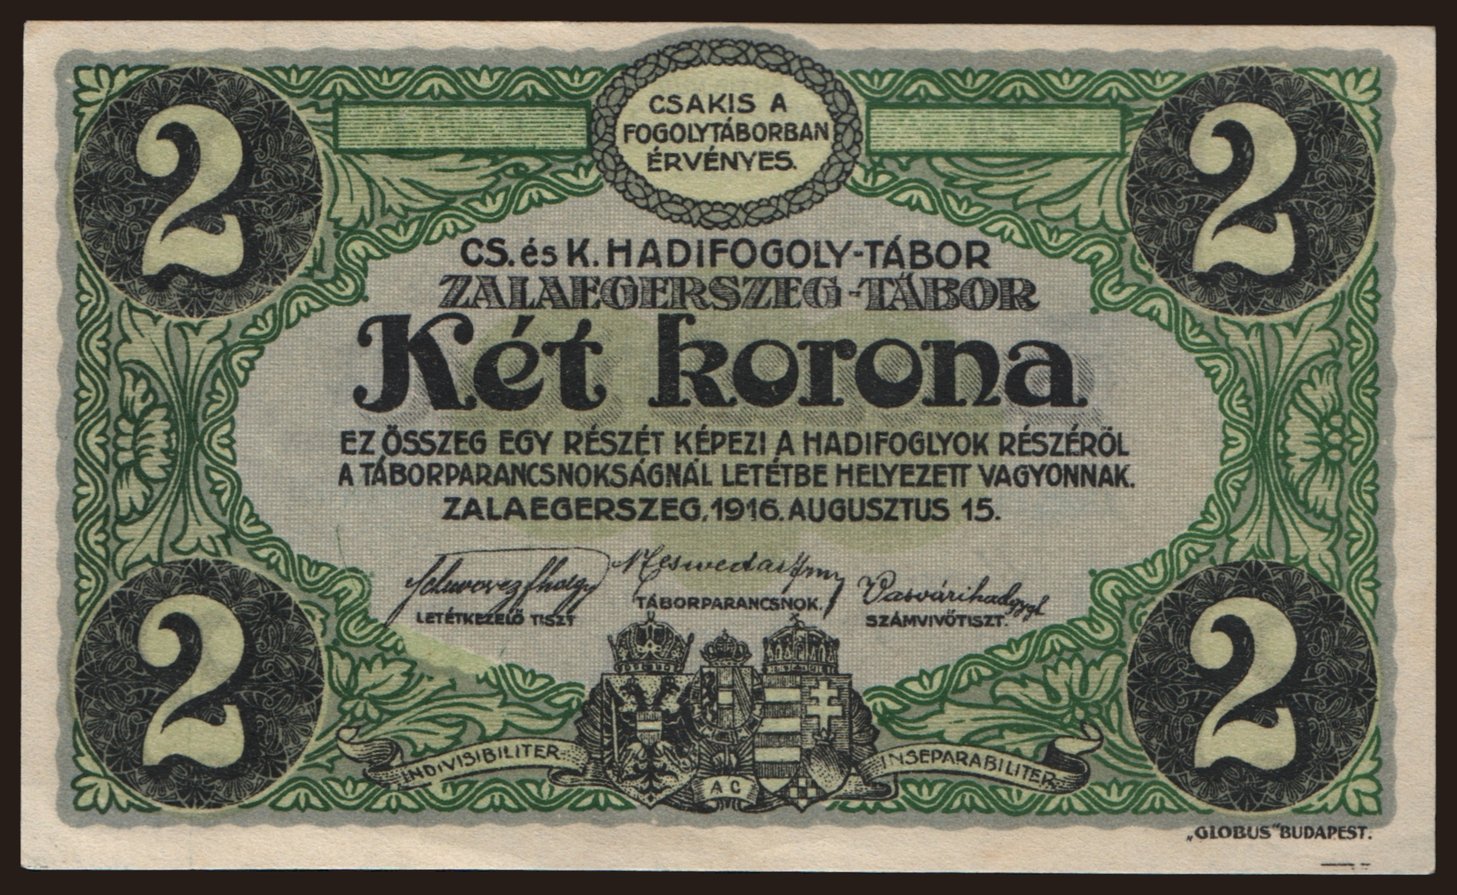 2
2
CSAKIS A
FOGOLYTÁBORBAN
ÉRVÉNYES.
CS. és K. HADIFOGOLY-TÁBOR
ZALAEGERSZEG-TÁBOR
Két korona
EZ ÖSSZEG EGY RÉSZÉT KÉPEZI A HADIFOGLYOK RÉSZÉRŐL
A TÁBORPARANCSNOKSÁGNÁL LETÉTBE HELYEZETT VAGYONNAK.
ZALAEGERSZEG, 1916. AUGUSZTUS 15.
LETÉTKEZELŐ TISZT
TÁBORPARANCSNOK.
SZÁMVIVŐTISZT.
2
2
INDIVISIBILITER
AC
INSEPARABILITER
„GLOBUS" BUDAPEST.